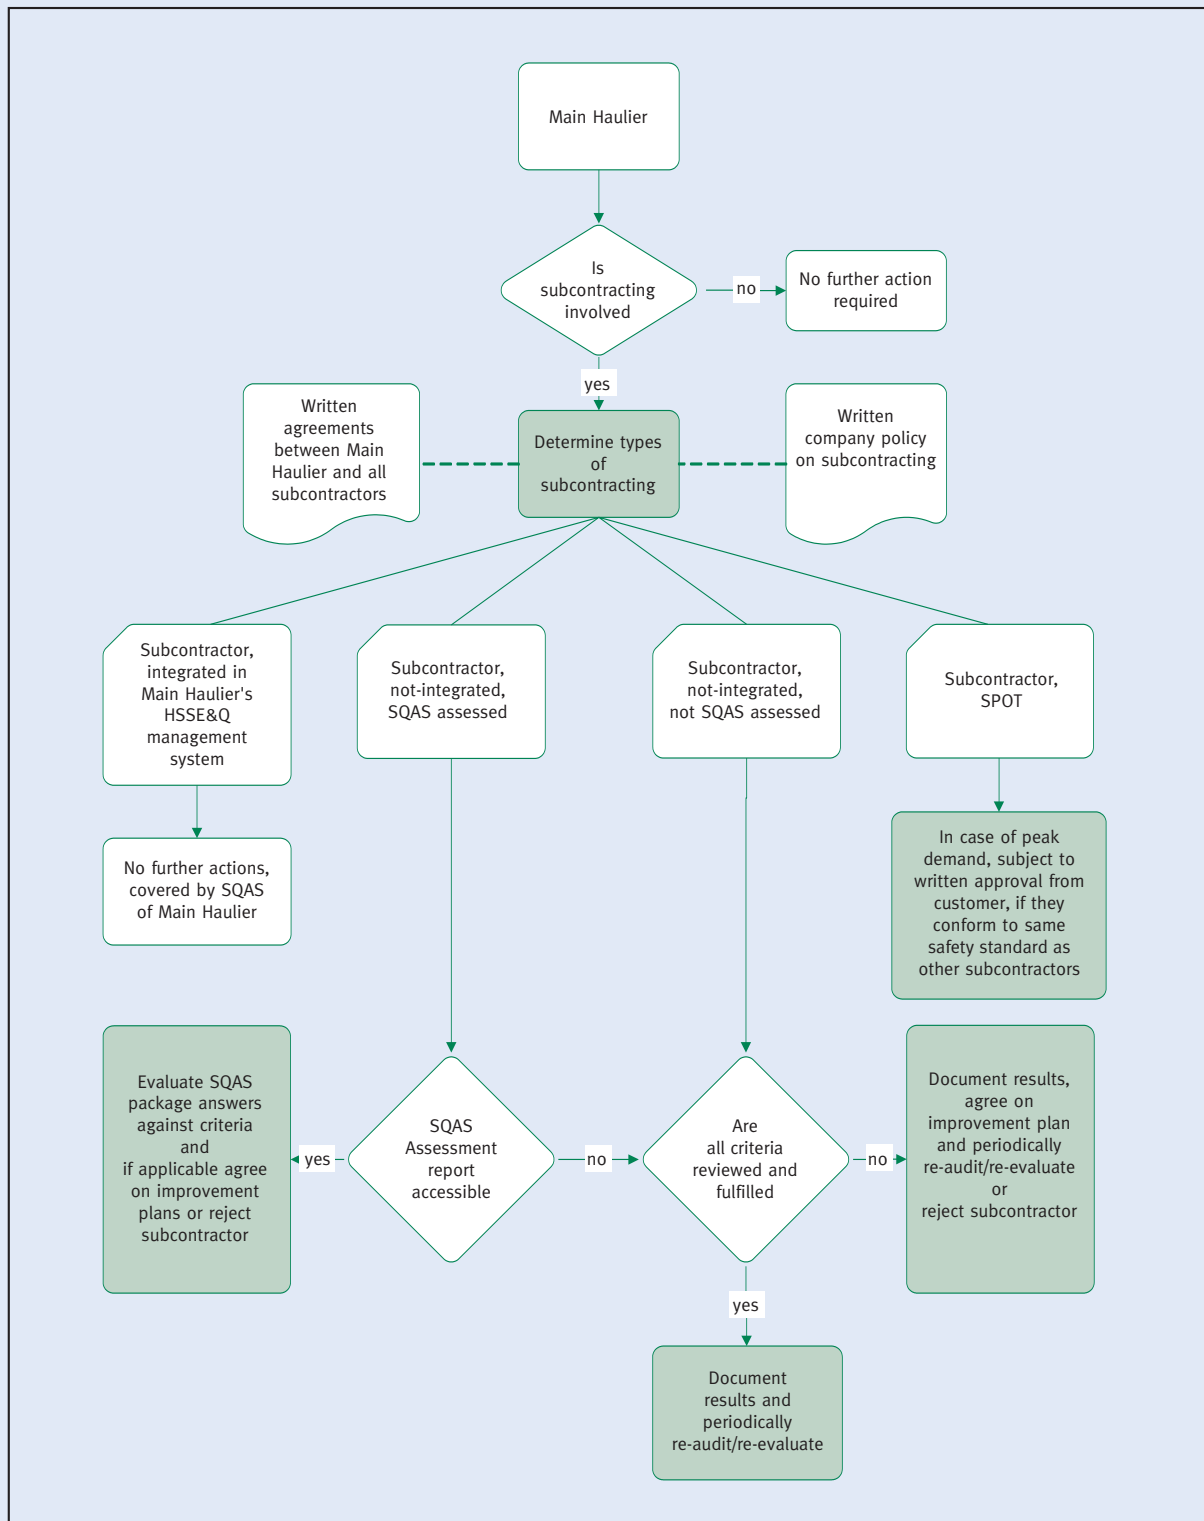 Main Haulier
Is
subcontracting
involved
no
No further action
required
yes
Written
agreements
between Main
Haulier and all
subcontractors
Determine types
of
subcontracting
Written
company policy
on subcontracting
Subcontractor,
integrated in
Main Haulier's
HSSE&Q
management
system
Subcontractor,
not-integrated,
SQAS assessed
Subcontractor,
not-integrated,
not SQAS assessed
Subcontractor,
SPOT
No further actions,
covered by SQAS
of Main Haulier
In case of peak
demand, subject to
written approval from
customer, if they
conform to same
safety standard as
other subcontractors
Evaluate SQAS
package answers
against criteria
and
if applicable agree
on improvement
plans or reject
subcontractor
yes
SQAS
Assessment
report
accessible
no
Are
all criteria
reviewed and
fulfilled
no
Document results,
agree on
improvement plan
and periodically
re-audit/re-evaluate
or
reject subcontractor
yes
Document
results and
periodically
re-audit/re-evaluate